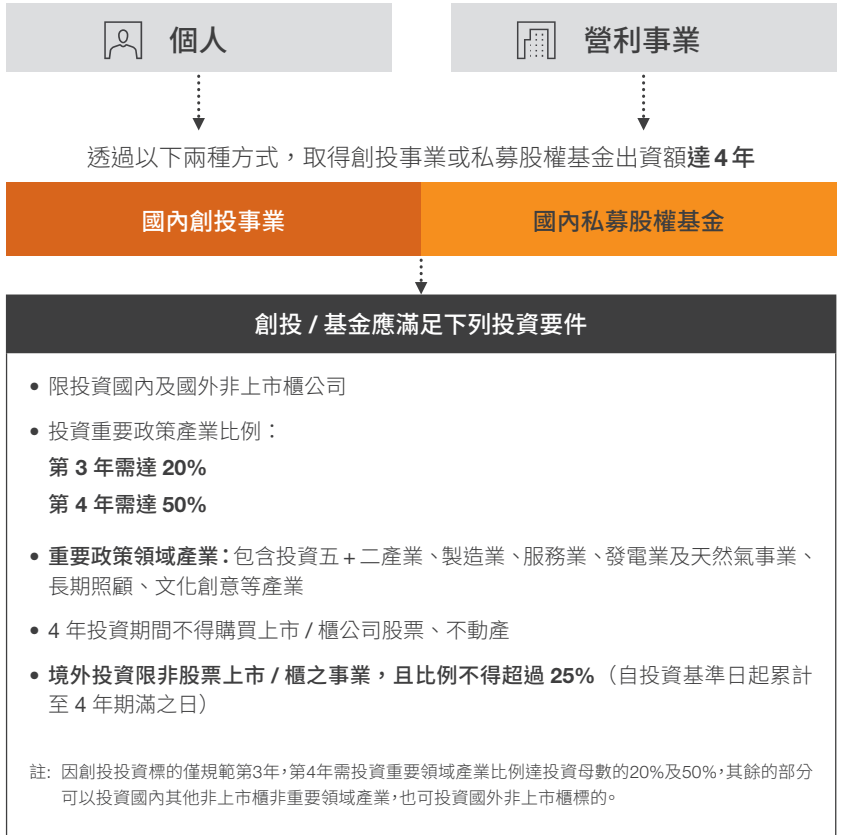 個人
營利事業
透過以下兩種方式，取得創投事業或私募股權基金出資額達4年
國內創投事業
國內私募股權基金
創投 / 基金應滿足下列投資要件
• 限投資國內及國外非上市櫃公司
• 投資重要政策產業比例：
第 3 年需達 20%
第 4 年需達 50%
• 重要政策領域產業：包含投資五 + 二產業、製造業、服務業、發電業及天然氣事業、
長期照顧、文化創意等產業
• 4 年投資期間不得購買上市 / 櫃公司股票、不動產
• 境外投資限非股票上市 / 櫃之事業，且比例不得超過 25%（自投資基準日起累計
至 4 年期滿之日）
註: 因創投投資標的僅規範第3年，第4年需投資重要領域產業比例達投資母數的20%及50%，其餘的部分
可以投資國內其他非上市櫃非重要領域產業，也可投資國外非上市櫃標的。